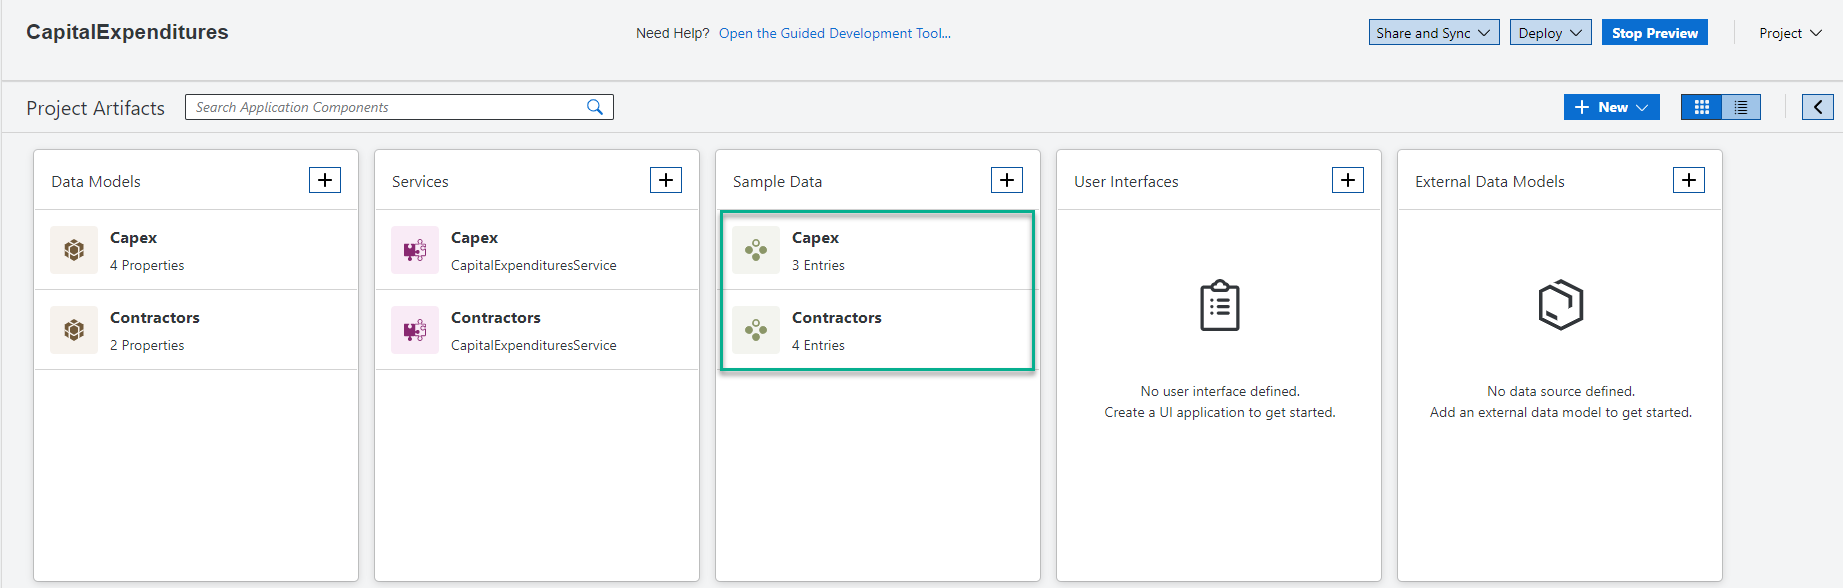 CapitalExpenditures
Need Help? Open the Guided Development Tool...
Share and Sync
Deploy
Stop Preview
Project
Project Artifacts
Search Application Components
New
Data Models
Capex
4 Properties
Contractors
2 Properties
Services
Capex
CapitalExpendituresService
Contractors
CapitalExpendituresService
Sample Data
Capex
3 Entries
Contractors
4 Entries
User Interfaces
No user interface defined.
Create a UI application to get started.
External Data Models
No data source defined.
Add an external data model to get started.